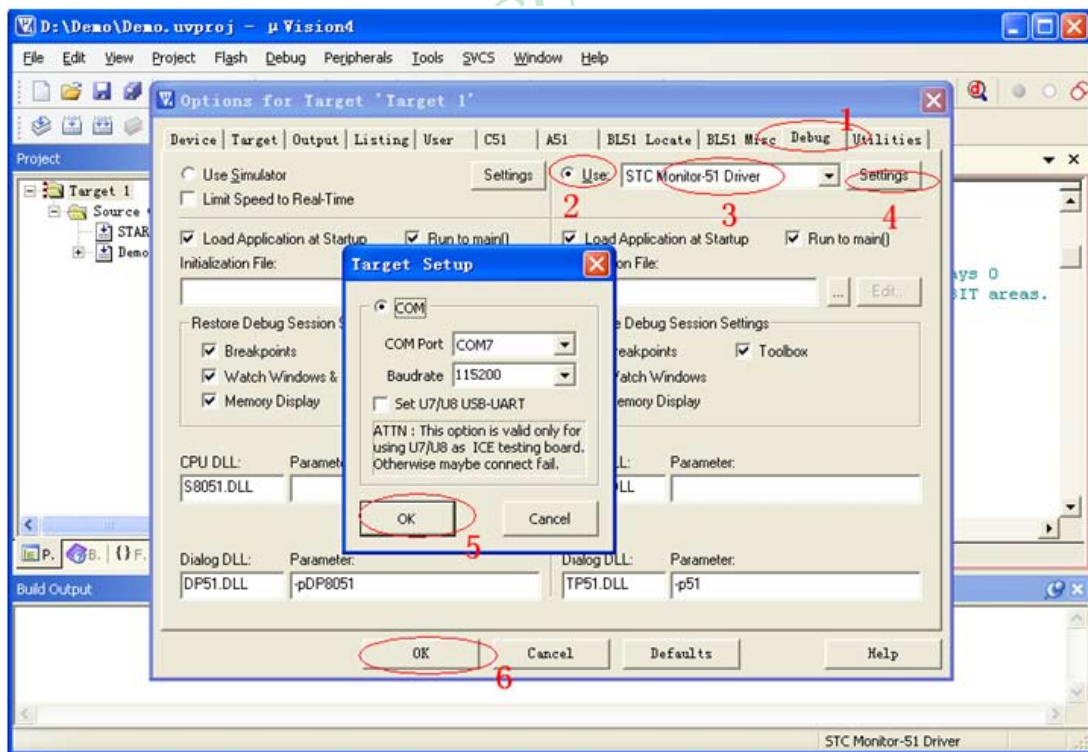 D:\Demo\Demo.uvproj - µVision4
File Edit View Project Flash Debug Peripherals Tools SVCS Window Help
Options for Target 'Target 1'
1
Device Target Output Listing User C51 A51 BL51 Locate BL51 Misc Debug Utilities
Project
Use Simulator Settings Use: STC Monitor-51 Driver Settings
2 3 4
Limit Speed to Real-Time
Target 1
Source
STAR
Demo
Load Application at Startup Run to main() Load Application at Startup Run to main()
Initialization File: on File:
... Edit...
ys 0
BIT areas.
Target Setup
COM
COM Port COM7
Baudrate 115200
Set U7/U8 USB-UART
ATTN : This option is valid only for
using U7/U8 as ICE testing board.
Otherwise maybe connect fail.
OK Cancel
5
Restore Debug Session S
Breakpoints
Watch Windows &
Memory Display
Debug Session Settings
eakpoints Toolbox
atch Windows
emory Display
CPU DLL: Paramet LL: Parameter:
S8051.DLL LL
Dialog DLL: Parameter: Dialog DLL: Parameter:
DP51.DLL -pDP8051 TP51.DLL -p51
OK Cancel Defaults Help
6
P. B. {} F.
Build Output
STC Monitor-51 Driver